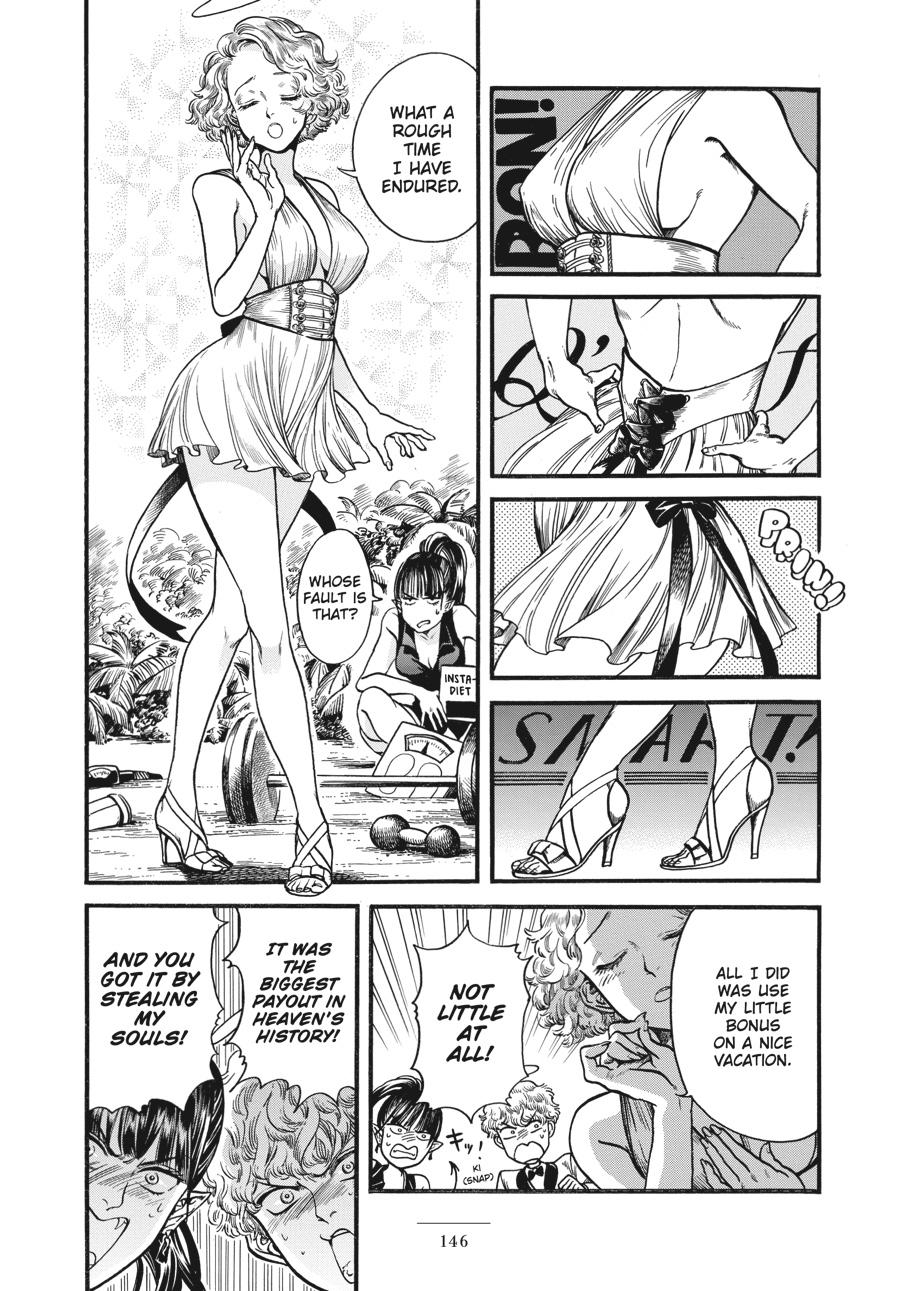 BON!
PRIN!!
SMART!
WHAT A
ROUGH
TIME
I HAVE
ENDURED.
WHOSE
FAULT IS
THAT?
INSTA-
DIET
ALL I DID
WAS USE
MY LITTLE
BONUS
ON A NICE
VACATION.
NOT
LITTLE
AT
ALL!
キッ!
KI
(SNAP)
IT WAS
THE
BIGGEST
PAYOUT IN
HEAVEN'S
HISTORY!
AND YOU
GOT IT BY
STEALING
MY
SOULS!
146